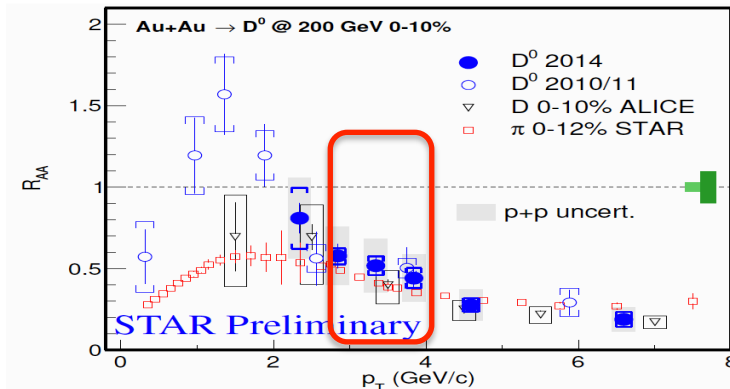 Au+Au → D⁰ @ 200 GeV 0-10%
D⁰ 2014
D⁰ 2010/11
D 0-10% ALICE
π 0-12% STAR
p+p uncert.
STAR Preliminary
R_AA
2
1.5
1
0.5
0
0 2 4 6 8
p_T (GeV/c)